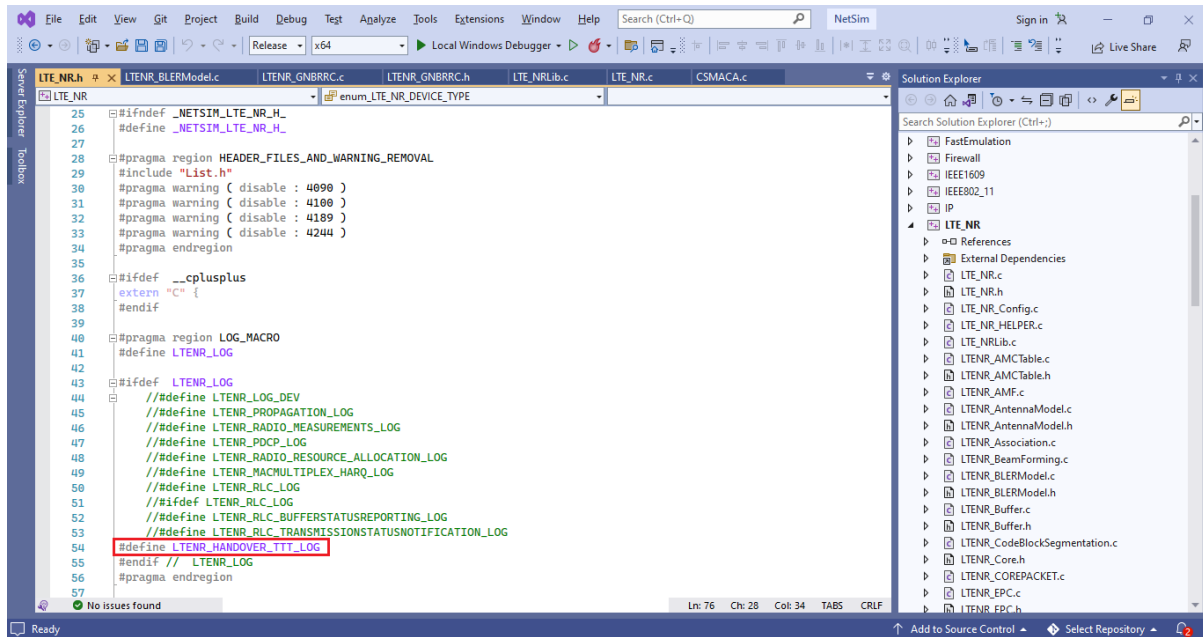 File Edit View Git Project Build Debug Test Analyze Tools Extensions Window Help Search (Ctrl+Q) NetSim Sign in
Release x64 Local Windows Debugger Live Share
Server Explorer
Toolbox
LTE_NR.h LTENR_BLERModel.c LTENR_GNBRRC.c LTENR_GNBRRC.h LTE_NRLib.c LTE_NR.c CSMACA.c
LTE_NR enum_LTE_NR_DEVICE_TYPE
25 #ifndef _NETSIM_LTE_NR_H_
26 #define _NETSIM_LTE_NR_H_
27
28 #pragma region HEADER_FILES_AND_WARNING_REMOVAL
29 #include "List.h"
30 #pragma warning ( disable : 4090 )
31 #pragma warning ( disable : 4100 )
32 #pragma warning ( disable : 4189 )
33 #pragma warning ( disable : 4244 )
34 #pragma endregion
35
36 #ifdef __cplusplus
37 extern "C" {
38 #endif
39
40 #pragma region LOG_MACRO
41 #define LTENR_LOG
42
43 #ifdef LTENR_LOG
44 //#define LTENR_LOG_DEV
45 //#define LTENR_PROPAGATION_LOG
46 //#define LTENR_RADIO_MEASUREMENTS_LOG
47 //#define LTENR_PDCP_LOG
48 //#define LTENR_RADIO_RESOURCE_ALLOCATION_LOG
49 //#define LTENR_MACMULTIPLEX_HARQ_LOG
50 //#define LTENR_RLC_LOG
51 //#ifdef LTENR_RLC_LOG
52 //#define LTENR_RLC_BUFFERSTATUSREPORTING_LOG
53 //#define LTENR_RLC_TRANSMISSIONSTATUSNOTIFICATION_LOG
54 #define LTENR_HANDOVER_TTT_LOG
55 #endif // LTENR_LOG
56 #pragma endregion
57
No issues found Ln: 76 Ch: 28 Col: 34 TABS CRLF
Solution Explorer
Search Solution Explorer (Ctrl+;)
FastEmulation
Firewall
IEEE1609
IEEE802_11
IP
LTE_NR
References
External Dependencies
LTE_NR.c
LTE_NR.h
LTE_NR_Config.c
LTE_NR_HELPER.c
LTE_NRLib.c
LTENR_AMCTable.c
LTENR_AMCTable.h
LTENR_AMF.c
LTENR_AntennaModel.c
LTENR_AntennaModel.h
LTENR_Association.c
LTENR_BeamForming.c
LTENR_BLERModel.c
LTENR_BLERModel.h
LTENR_Buffer.c
LTENR_Buffer.h
LTENR_CodeBlockSegmentation.c
LTENR_Core.h
LTENR_COREPACKET.c
LTENR_EPC.c
LTENR_EPC.h
Ready Add to Source Control Select Repository 2